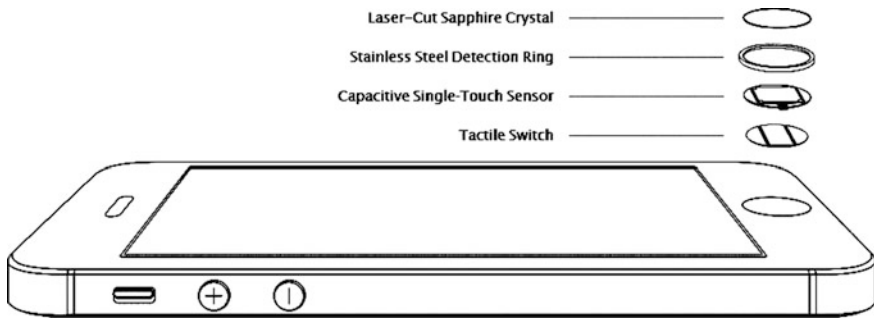 Laser-Cut Sapphire Crystal
Stainless Steel Detection Ring
Capacitive Single-Touch Sensor
Tactile Switch